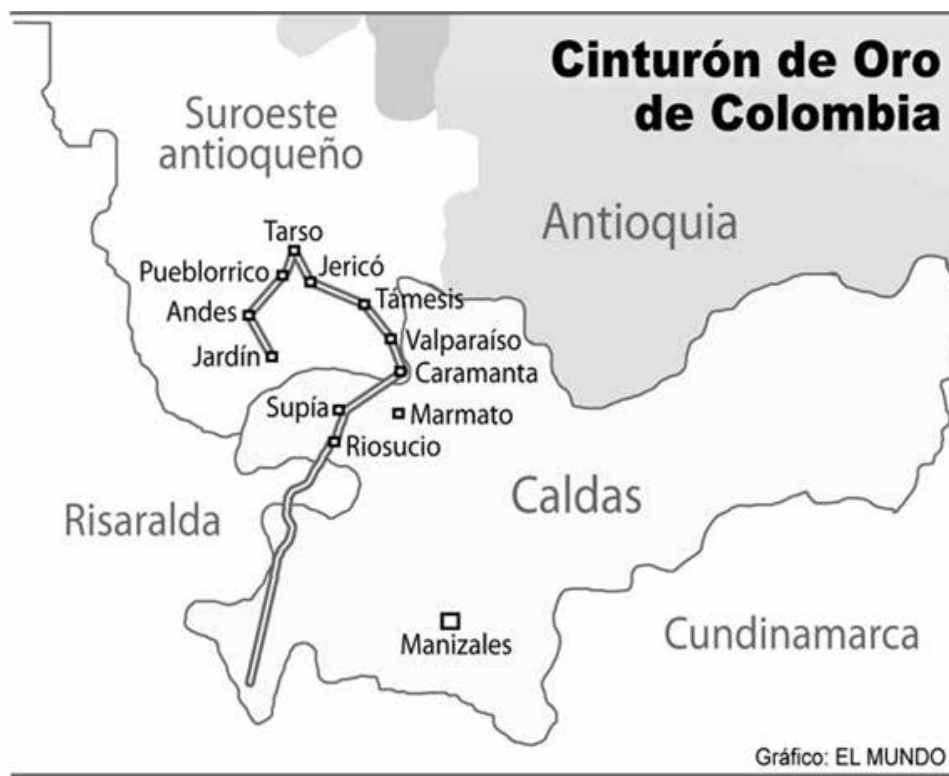 Cinturón de Oro
de Colombia
Suroeste
antioqueño
Antioquia
Tarso
Pueblorrico
Jericó
Andes
Támesis
Valparaíso
Jardín
Caramanta
Supía
Marmato
Riosucio
Caldas
Risaralda
Manizales
Cundinamarca
Gráfico: EL MUNDO